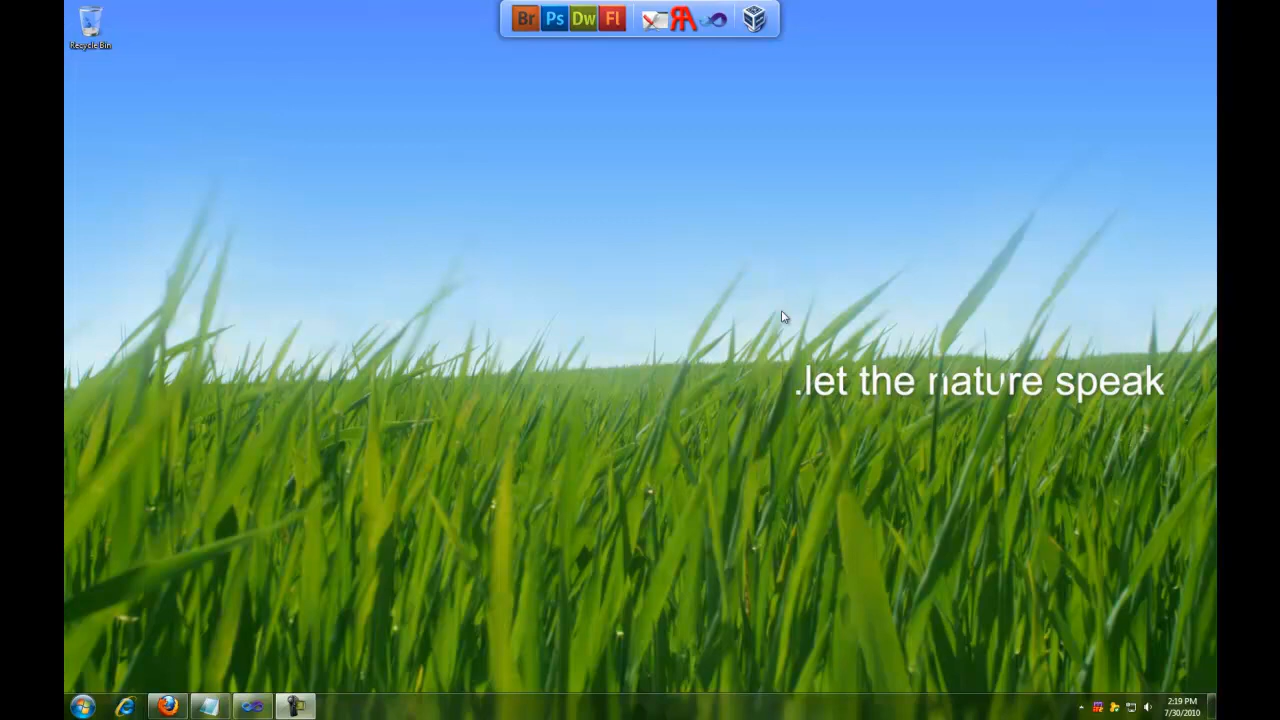 Br Ps Dw Fl
Recycle Bin
.let the nature speak
2:19 PM
7/30/2010